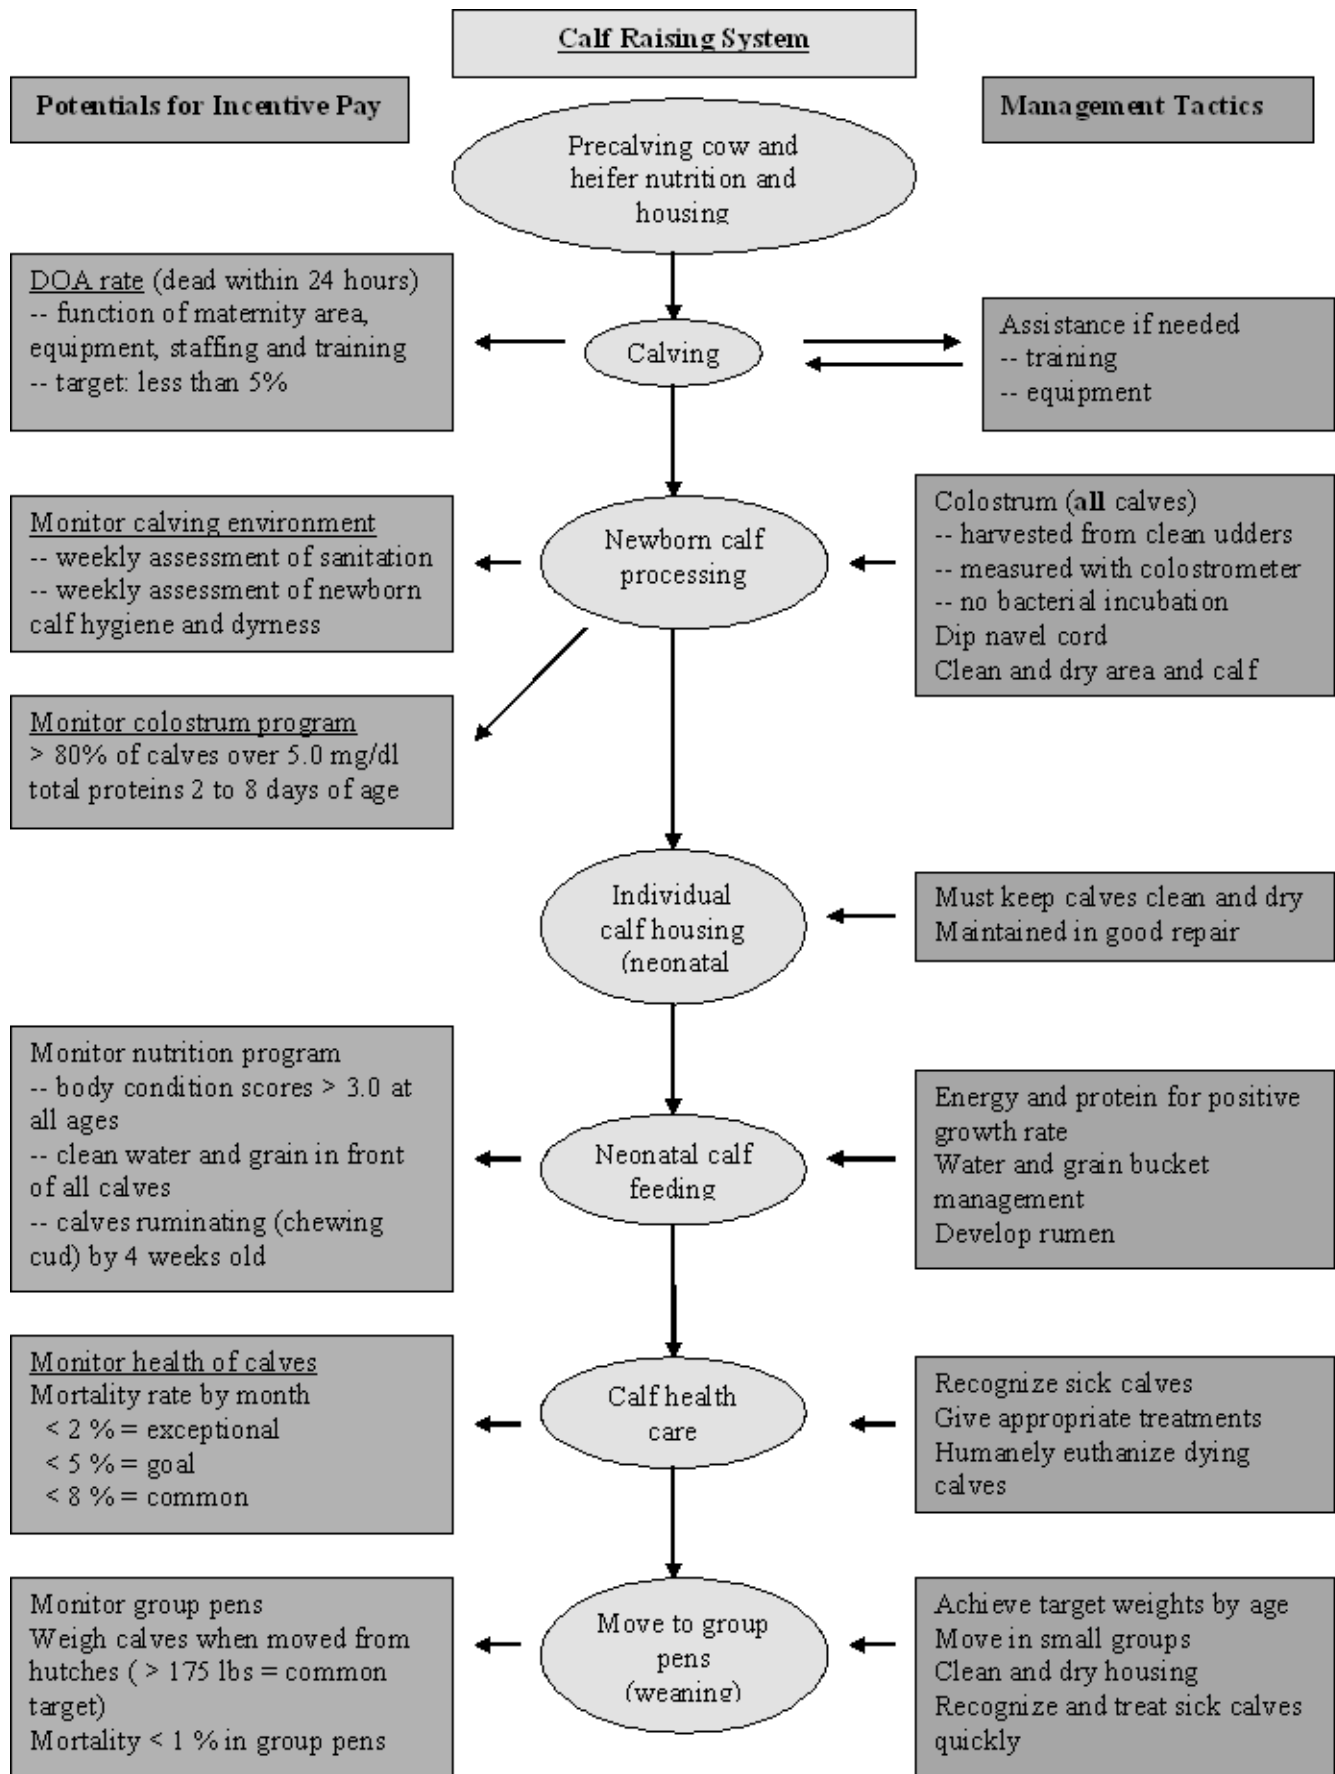 Calf Raising System
Potentials for Incentive Pay
Management Tactics
Precalving cow and
heifer nutrition and
housing
DOA rate (dead within 24 hours)
-- function of maternity area,
equipment, staffing and training
-- target: less than 5%
Calving
Assistance if needed
-- training
-- equipment
Monitor calving environment
-- weekly assessment of sanitation
-- weekly assessment of newborn
calf hygiene and dyrness
Newborn calf
processing
Colostrum (all calves)
-- harvested from clean udders
-- measured with colostrometer
-- no bacterial incubation
Dip navel cord
Clean and dry area and calf
Monitor colostrum program
> 80% of calves over 5.0 mg/dl
total proteins 2 to 8 days of age
Individual
calf housing
(neonatal
Must keep calves clean and dry
Maintained in good repair
Monitor nutrition program
-- body condition scores > 3.0 at
all ages
-- clean water and grain in front
of all calves
-- calves ruminating (chewing
cud) by 4 weeks old
Neonatal calf
feeding
Energy and protein for positive
growth rate
Water and grain bucket
management
Develop rumen
Monitor health of calves
Mortality rate by month
< 2 % = exceptional
< 5 % = goal
< 8 % = common
Calf health
care
Recognize sick calves
Give appropriate treatments
Humanely euthanize dying
calves
Monitor group pens
Weigh calves when moved from
hutches ( > 175 lbs = common
target)
Mortality < 1 % in group pens
Move to group
pens
(weaning)
Achieve target weights by age
Move in small groups
Clean and dry housing
Recognize and treat sick calves
quickly